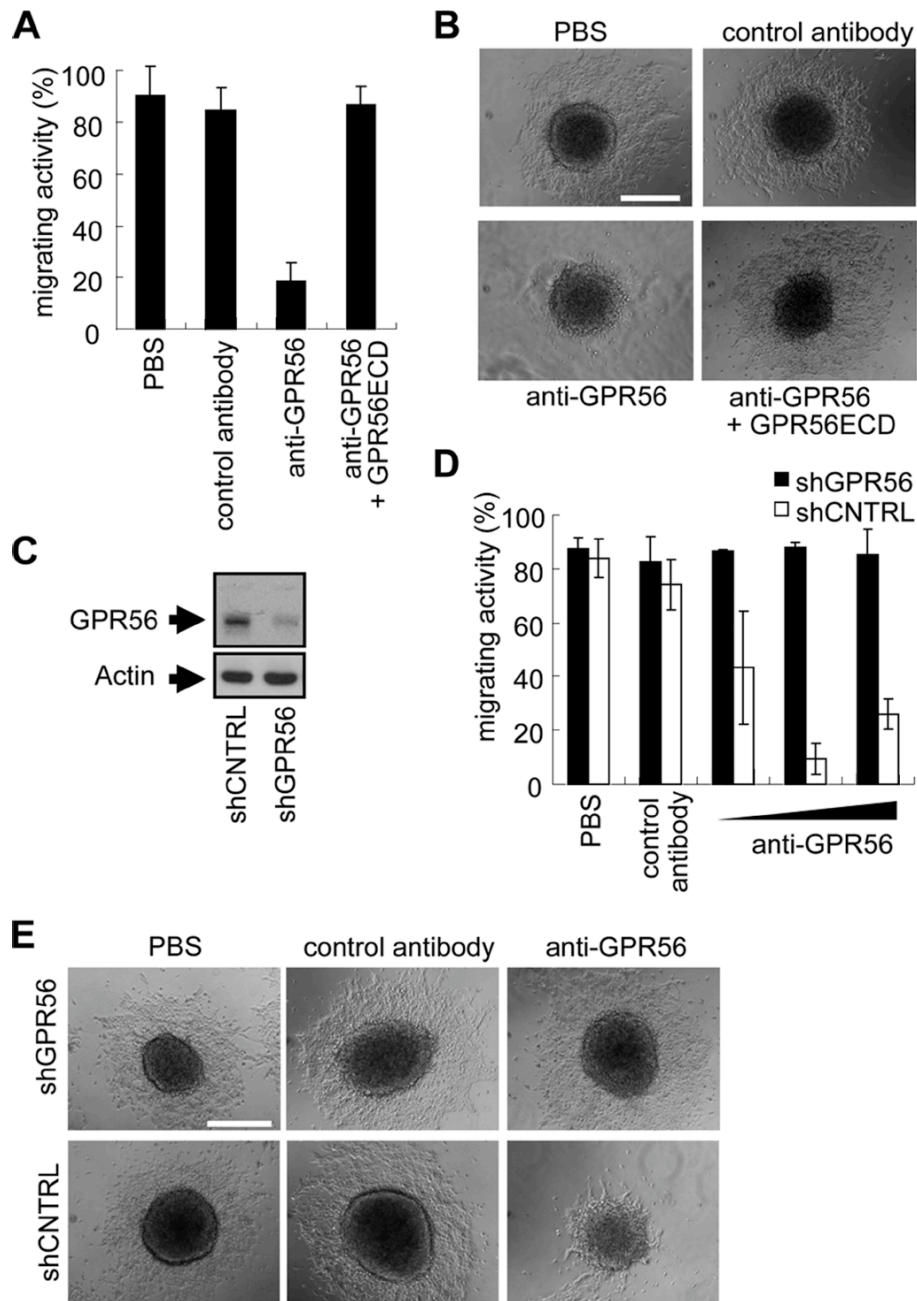 A
migrating activity (%)
100
80
60
40
20
0
PBS
control antibody
anti-GPR56
anti-GPR56
+ GPR56ECD
B
PBS
control antibody
anti-GPR56
anti-GPR56
+ GPR56ECD
C
GPR56
Actin
shCNTRL
shGPR56
D
shGPR56
shCNTRL
migrating activity (%)
100
80
60
40
20
0
PBS
control
antibody
anti-GPR56
E
PBS
control antibody
anti-GPR56
shGPR56
shCNTRL